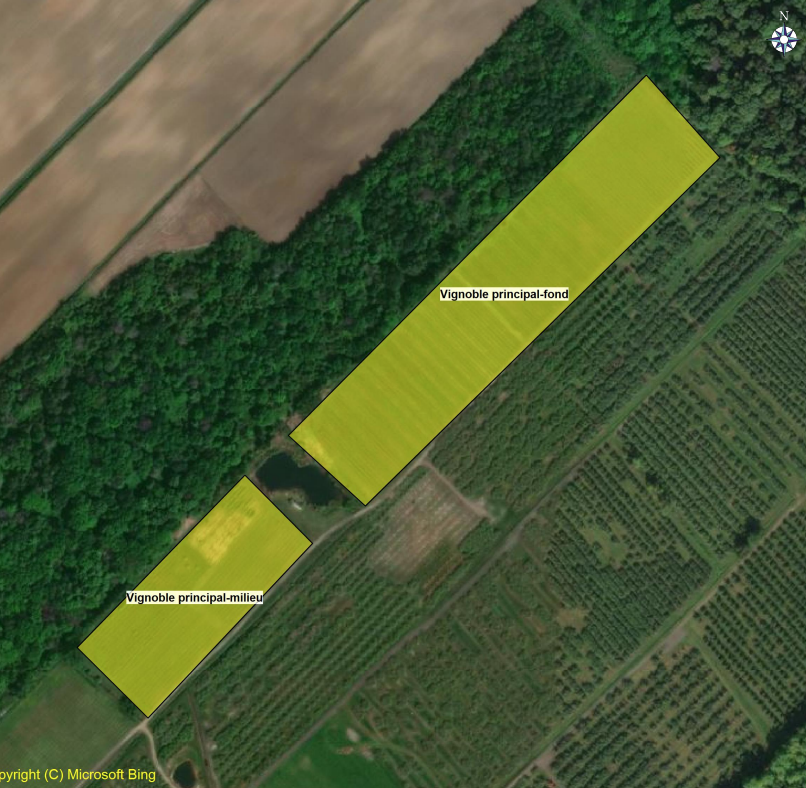 N
Vignoble principal-fond
Vignoble principal-milieu
pyright (C) Microsoft Bing